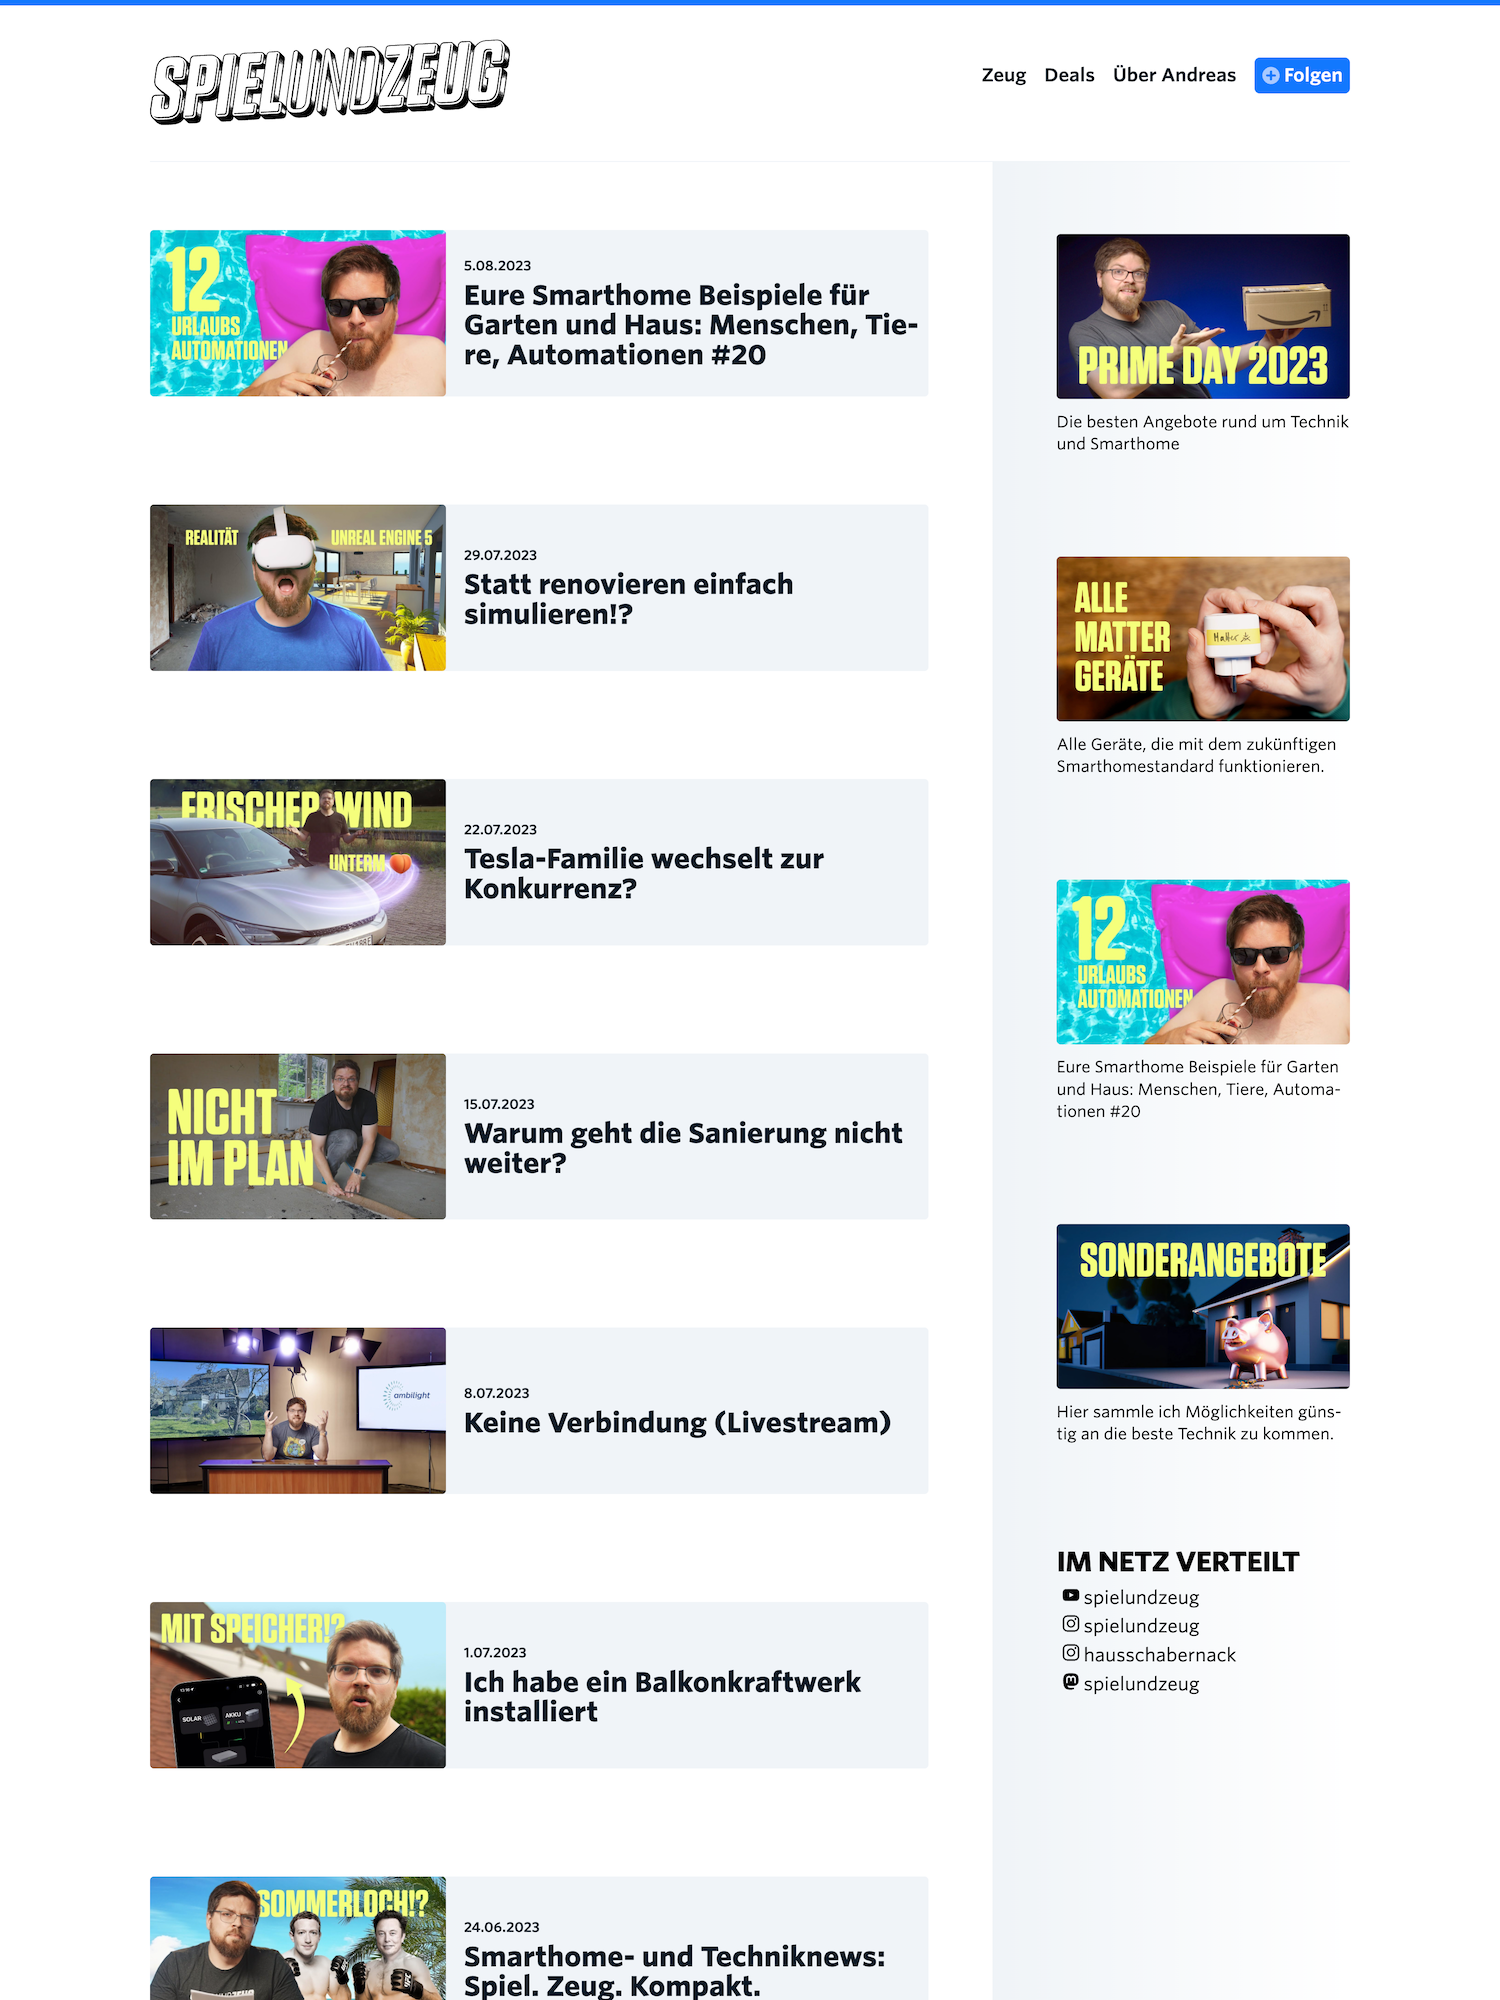 SPIELUNDZEUG
Zeug Deals Über Andreas Folgen
12
URLAUBS
AUTOMATIONEN
5.08.2023
Eure Smarthome Beispiele für
Garten und Haus: Menschen, Tie-
re, Automationen #20
REALITÄT UNREAL ENGINE 5
29.07.2023
Statt renovieren einfach
simulieren!?
FRISCHER WIND
UNTERM
22.07.2023
Tesla-Familie wechselt zur
Konkurrenz?
NICHT
IM PLAN
15.07.2023
Warum geht die Sanierung nicht
weiter?
ambilight
8.07.2023
Keine Verbindung (Livestream)
MIT SPEICHER!?
SOLAR AKKU
1.07.2023
Ich habe ein Balkonkraftwerk
installiert
SOMMERLOCH!?
24.06.2023
Smarthome- und Techniknews:
Spiel. Zeug. Kompakt.
PRIME DAY 2023
Die besten Angebote rund um Technik
und Smarthome
ALLE
MATTER
GERÄTE
Matter
Alle Geräte, die mit dem zukünftigen
Smarthomestandard funktionieren.
12
URLAUBS
AUTOMATIONEN
Eure Smarthome Beispiele für Garten
und Haus: Menschen, Tiere, Automa-
tionen #20
SONDERANGEBOTE
Hier sammle ich Möglichkeiten güns-
tig an die beste Technik zu kommen.
IM NETZ VERTEILT
spielundzeug
spielundzeug
hausschabernack
spielundzeug